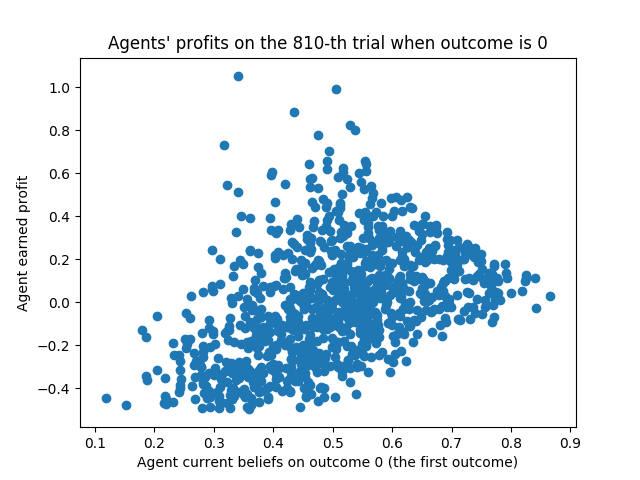 Agents' profits on the 810-th trial when outcome is 0
Agent earned profit
1.0
0.8
0.6
0.4
0.2
0.0
−0.2
−0.4
0.1 0.2 0.3 0.4 0.5 0.6 0.7 0.8 0.9
Agent current beliefs on outcome 0 (the first outcome)